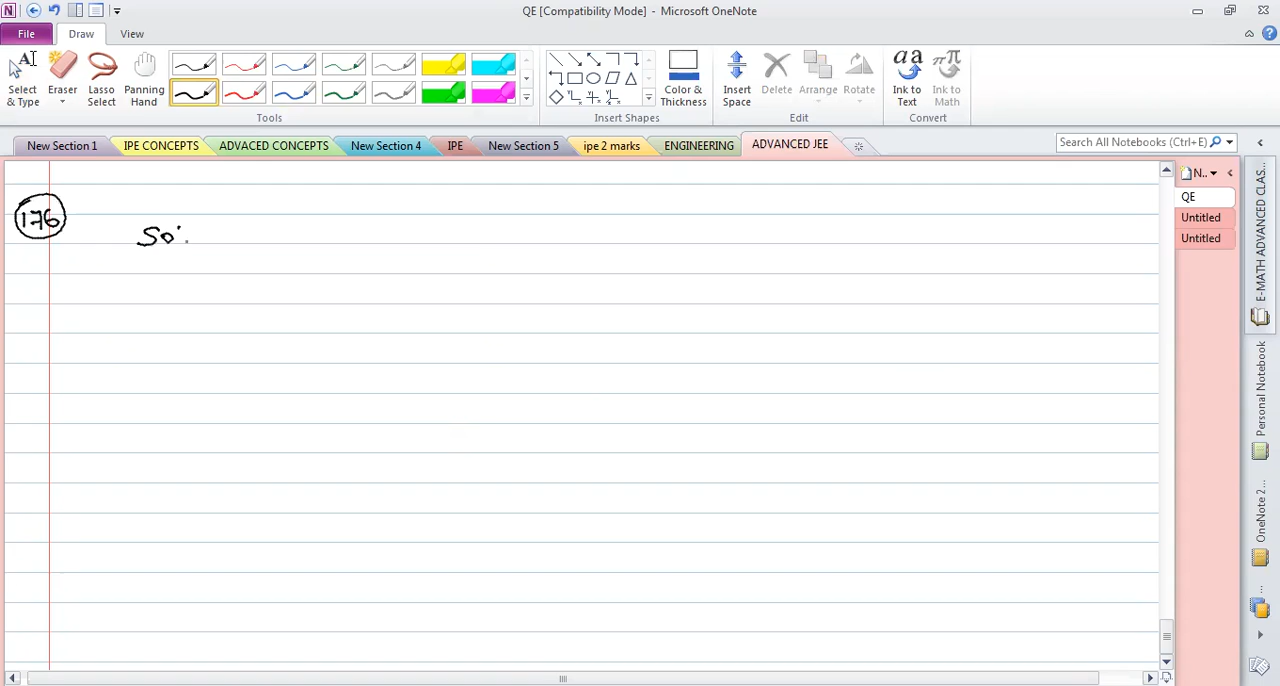 QE [Compatibility Mode] - Microsoft OneNote
File Draw View
Select & Type
Eraser
Lasso Select
Panning Hand
Color & Thickness
Insert Space
Delete
Arrange
Rotate
Ink to Text
Ink to Math
Tools
Insert Shapes
Edit
Convert
New Section 1 IPE CONCEPTS ADVACED CONCEPTS New Section 4 IPE New Section 5 ipe 2 marks ENGINEERING ADVANCED JEE
Search All Notebooks (Ctrl+E)
N..
QE
Untitled
Untitled
E-MATH ADVANCED CLAS...
Personal Notebook
OneNote 2...
176
So